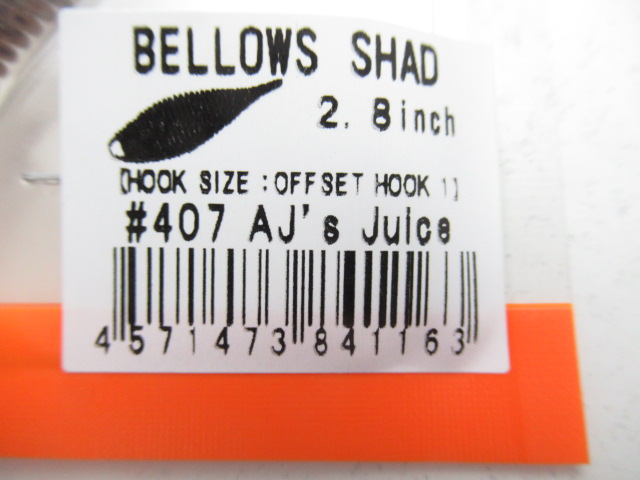 BELLOWS SHAD
2.8inch
[HOOK SIZE:OFFSET HOOK 1]
#407 AJ's Juice
4571473841163